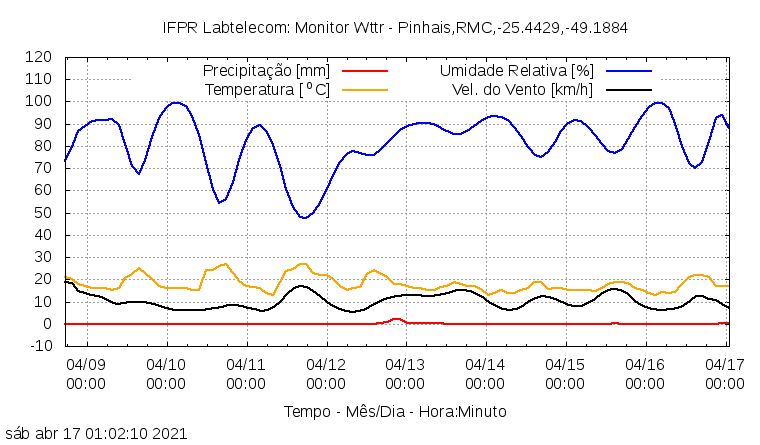 IFPR Labtelecom: Monitor Wttr - Pinhais,RMC,-25.4429,-49.1884
Precipitação [mm] Umidade Relativa [%]
Temperatura [⁰C] Vel. do Vento [km/h]
120
110
100
90
80
70
60
50
40
30
20
10
0
-10
04/09 04/10 04/11 04/12 04/13 04/14 04/15 04/16 04/17
00:00 00:00 00:00 00:00 00:00 00:00 00:00 00:00 00:00
Tempo - Mês/Dia - Hora:Minuto
sáb abr 17 01:02:10 2021